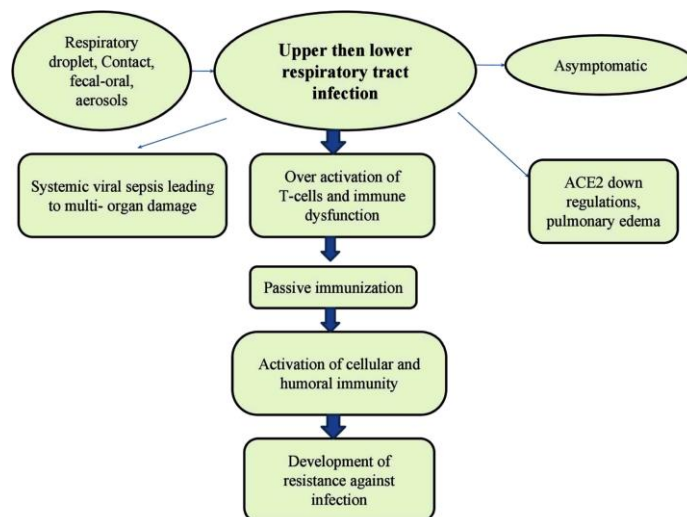 Respiratory
droplet, Contact,
fecal-oral,
aerosols
Upper then lower
respiratory tract
infection
Asymptomatic
Systemic viral sepsis leading
to multi- organ damage
Over activation of
T-cells and immune
dysfunction
ACE2 down
regulations,
pulmonary edema
Passive immunization
Activation of cellular and
humoral immunity
Development of
resistance against
infection